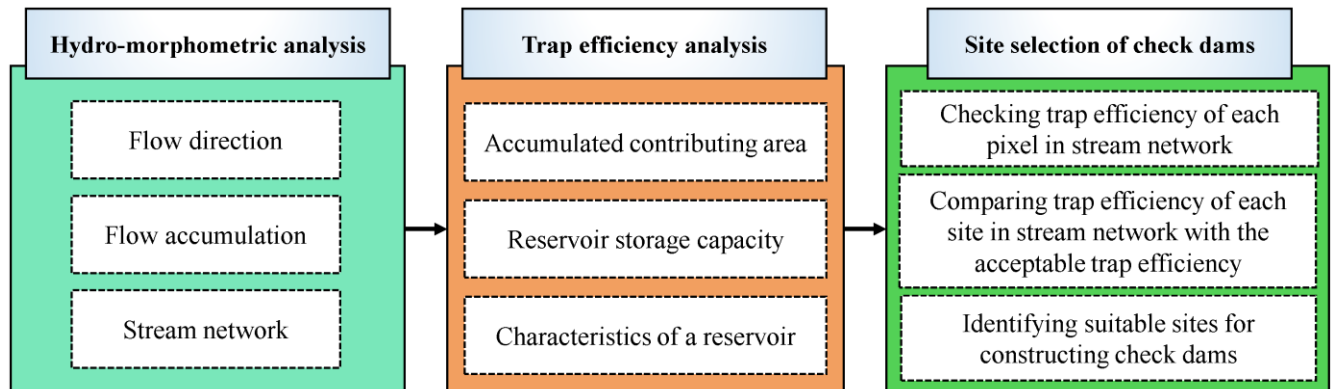 Hydro-morphometric analysis
Flow direction
Flow accumulation
Stream network
Trap efficiency analysis
Accumulated contributing area
Reservoir storage capacity
Characteristics of a reservoir
Site selection of check dams
Checking trap efficiency of each
pixel in stream network
Comparing trap efficiency of each
site in stream network with the
acceptable trap efficiency
Identifying suitable sites for
constructing check dams